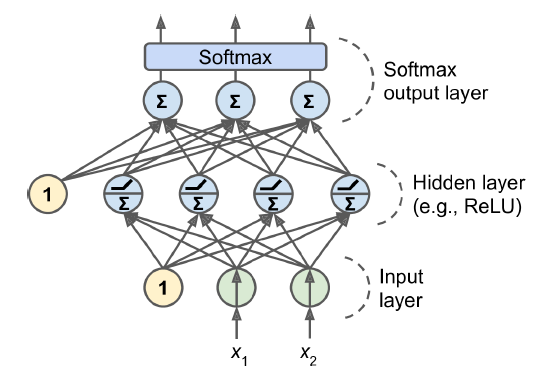 Softmax
Softmax
output layer
Σ Σ Σ
1
Σ Σ Σ Σ
Hidden layer
(e.g., ReLU)
1
Input
layer
x1 x2